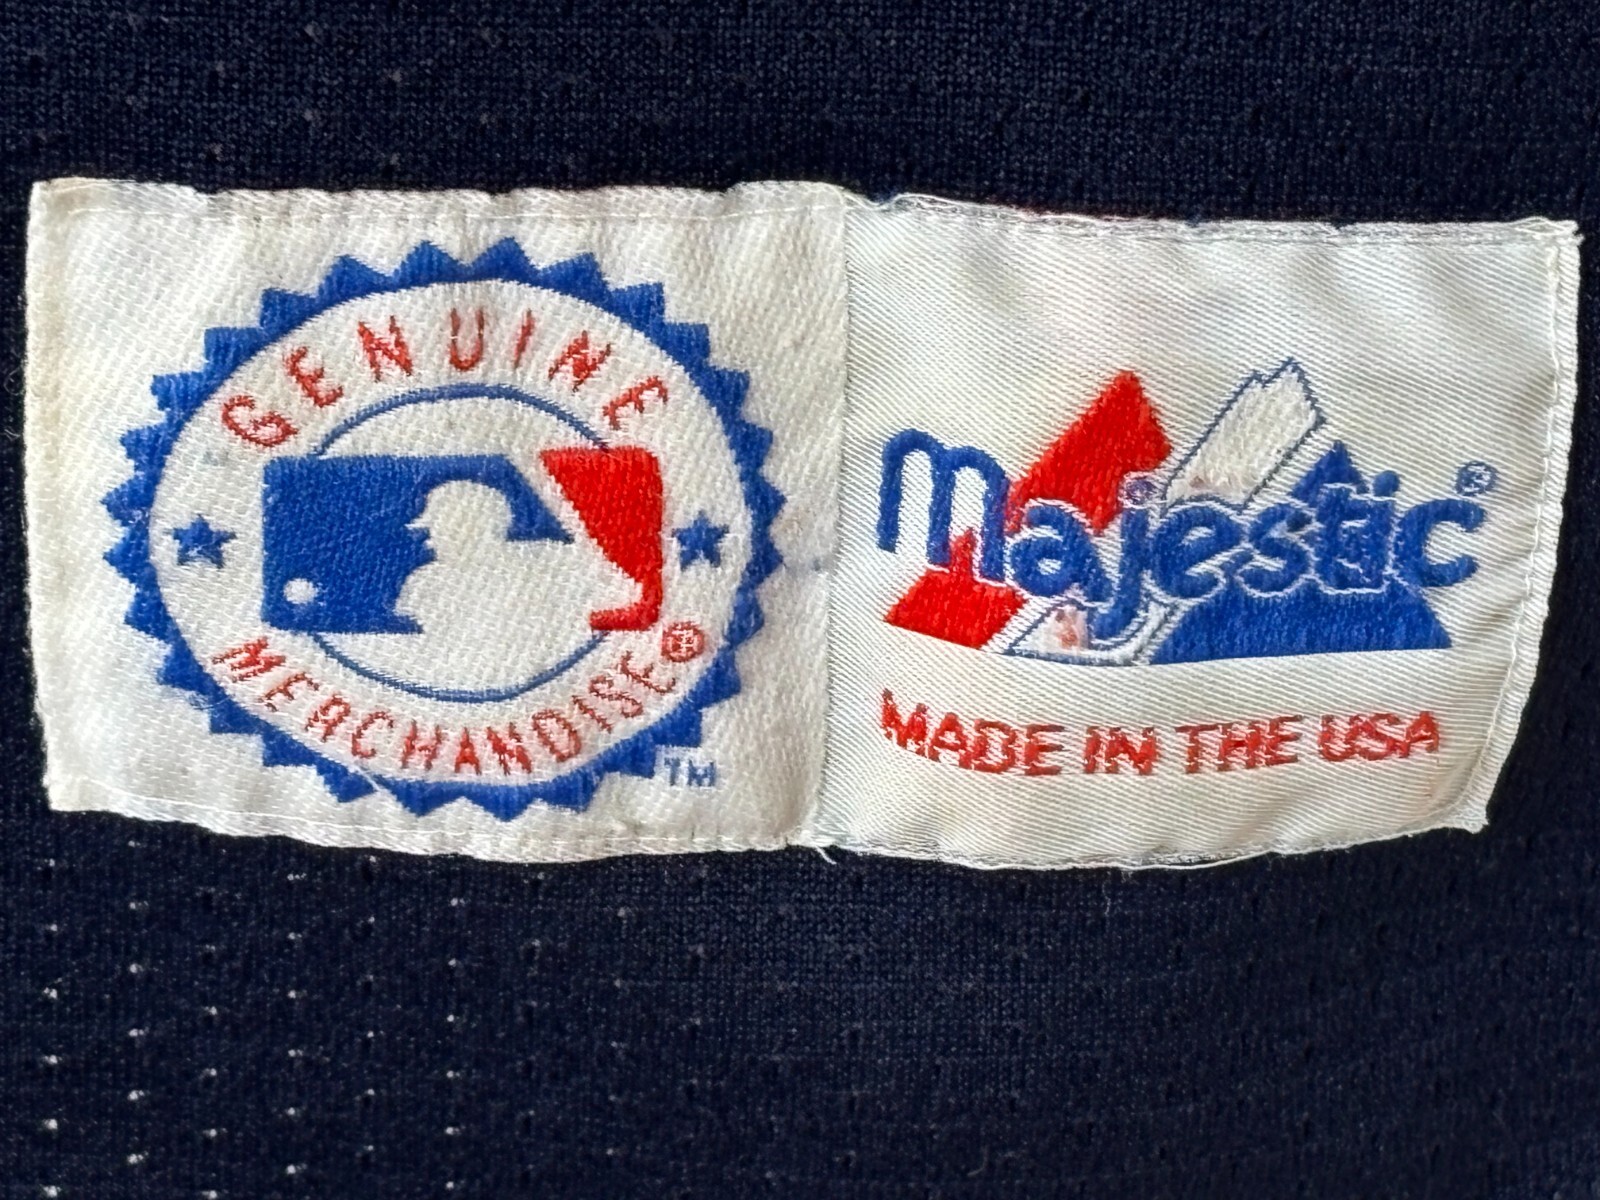 GENUINE
MERCHANDISE®
TM
majestic®
MADE IN THE USA